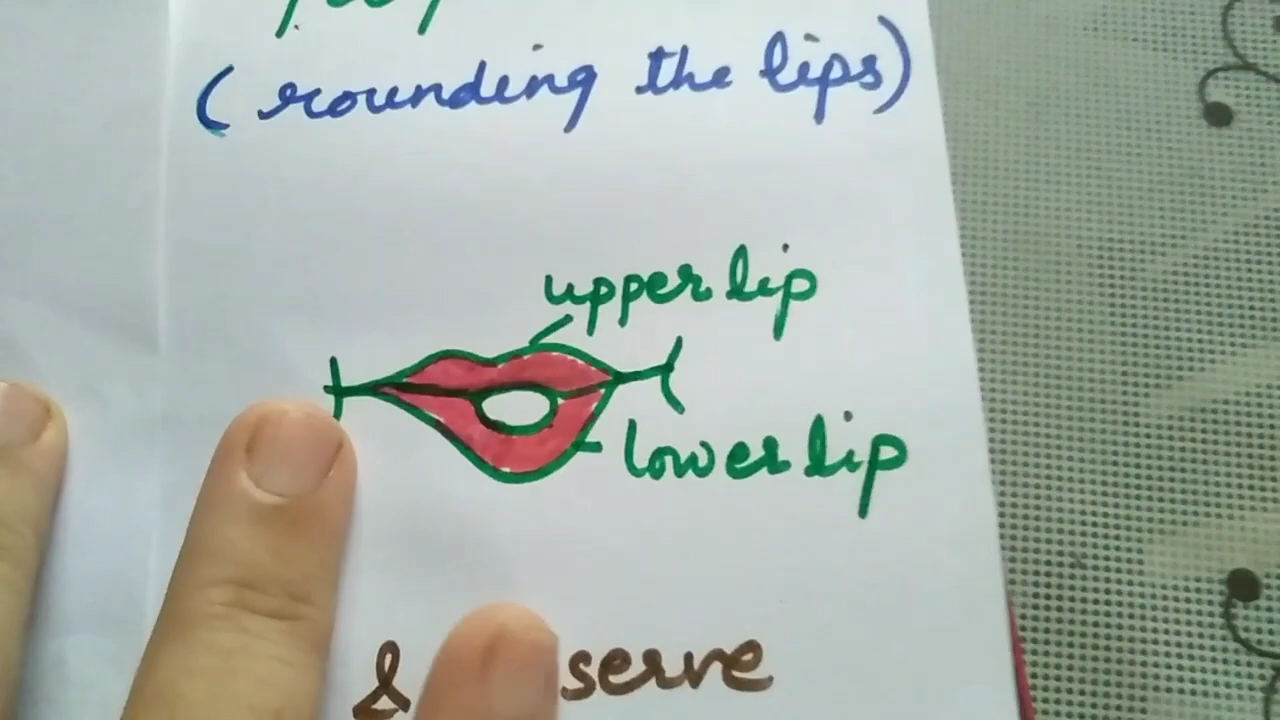 (rounding the lips)
upper lip
lower lip
& serve